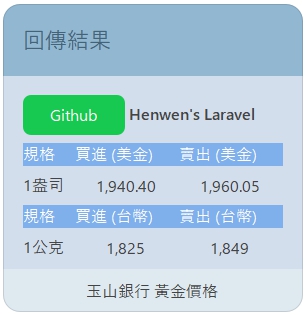 回傳結果
Github Henwen's Laravel
規格 買進 (美金) 賣出 (美金)
1盎司 1,940.40 1,960.05
規格 買進 (台幣) 賣出 (台幣)
1公克 1,825 1,849
玉山銀行 黃金價格